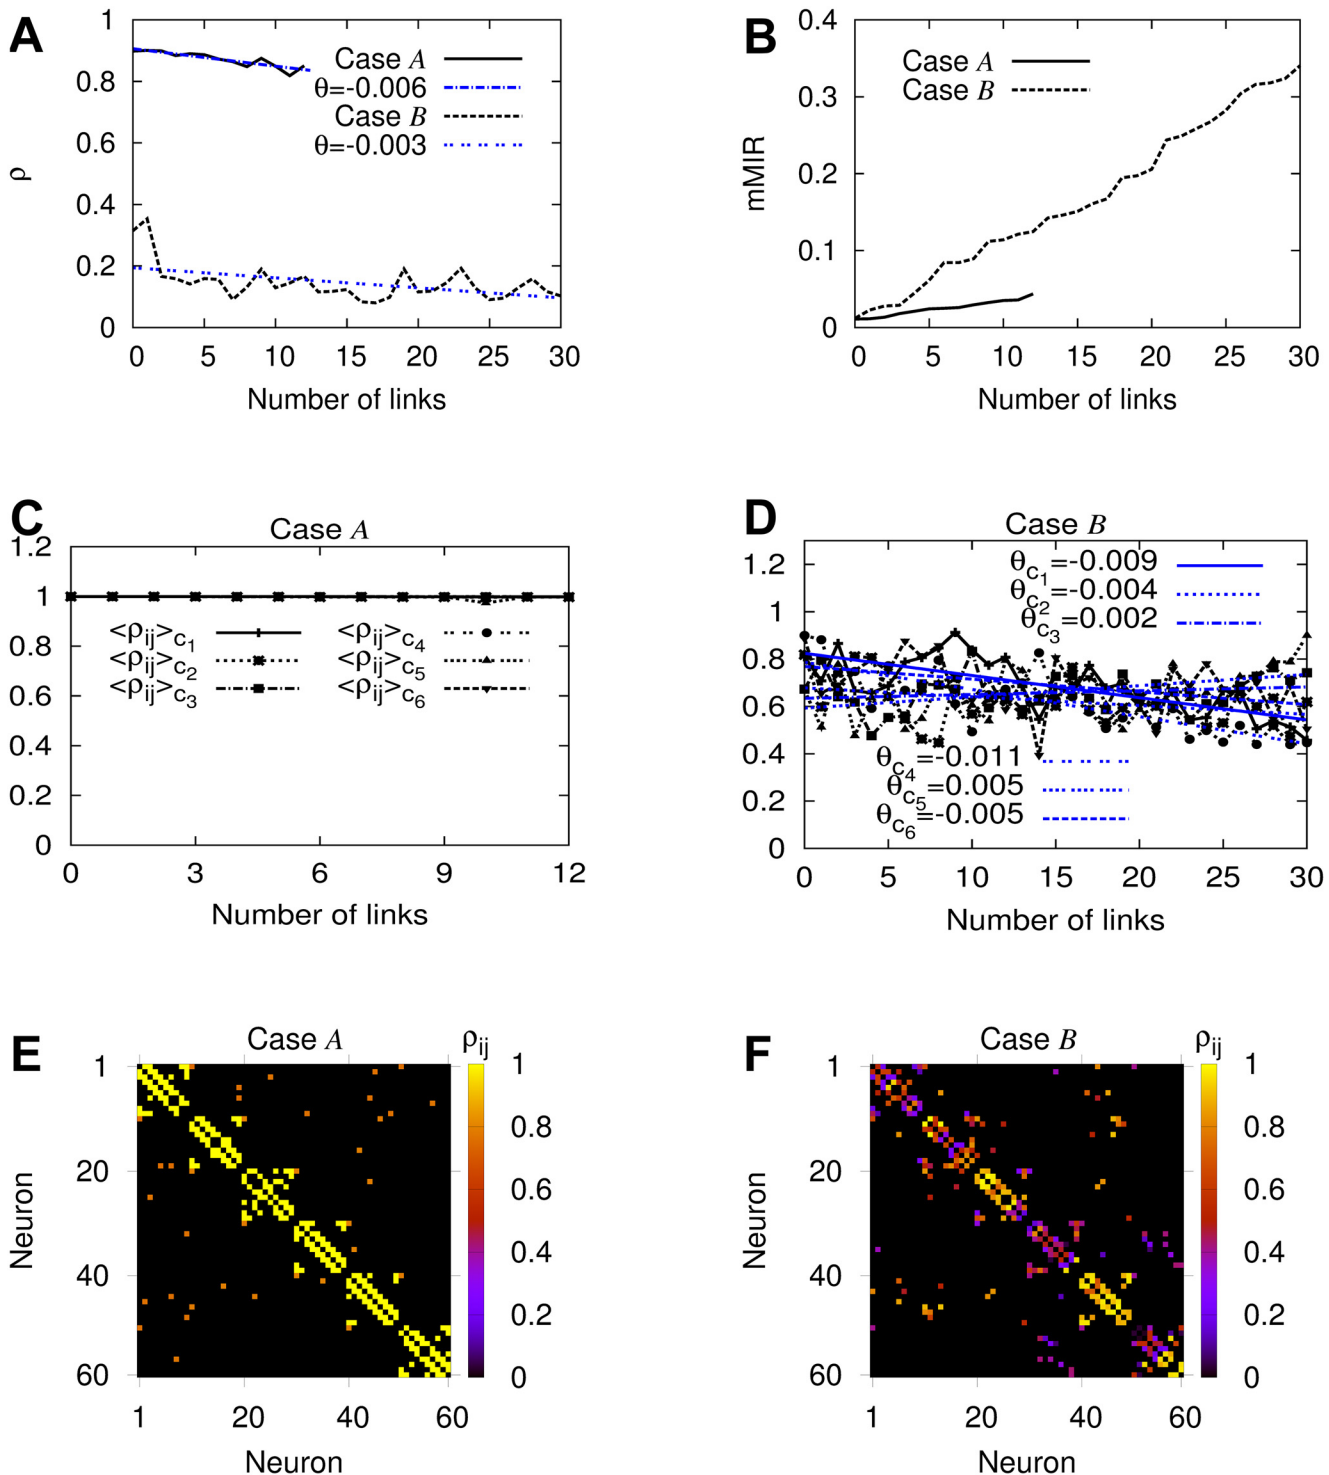 A
1
0.8
0.6
0.4
0.2
0
ρ
Case A
θ=-0.006
Case B
θ=-0.003
0 5 10 15 20 25 30
Number of links
B
0.4
0.3
0.2
0.1
0
mMIR
Case A
Case B
0 5 10 15 20 25 30
Number of links
C
Case A
1.2
1
0.8
0.6
0.4
0.2
0
<ρij>c1
<ρij>c2
<ρij>c3
<ρij>c4
<ρij>c5
<ρij>c6
0 3 6 9 12
Number of links
D
Case B
1.2
1
0.8
0.6
0.4
0.2
0
θc1=-0.009
θc2=-0.004
θc3=0.002
θc4=-0.011
θc5=0.005
θc6=-0.005
0 5 10 15 20 25 30
Number of links
E
Case A
ρij
1
20
40
60
Neuron
1
0.8
0.6
0.4
0.2
0
1 20 40 60
Neuron
F
Case B
ρij
1
20
40
60
Neuron
1
0.8
0.6
0.4
0.2
0
1 20 40 60
Neuron